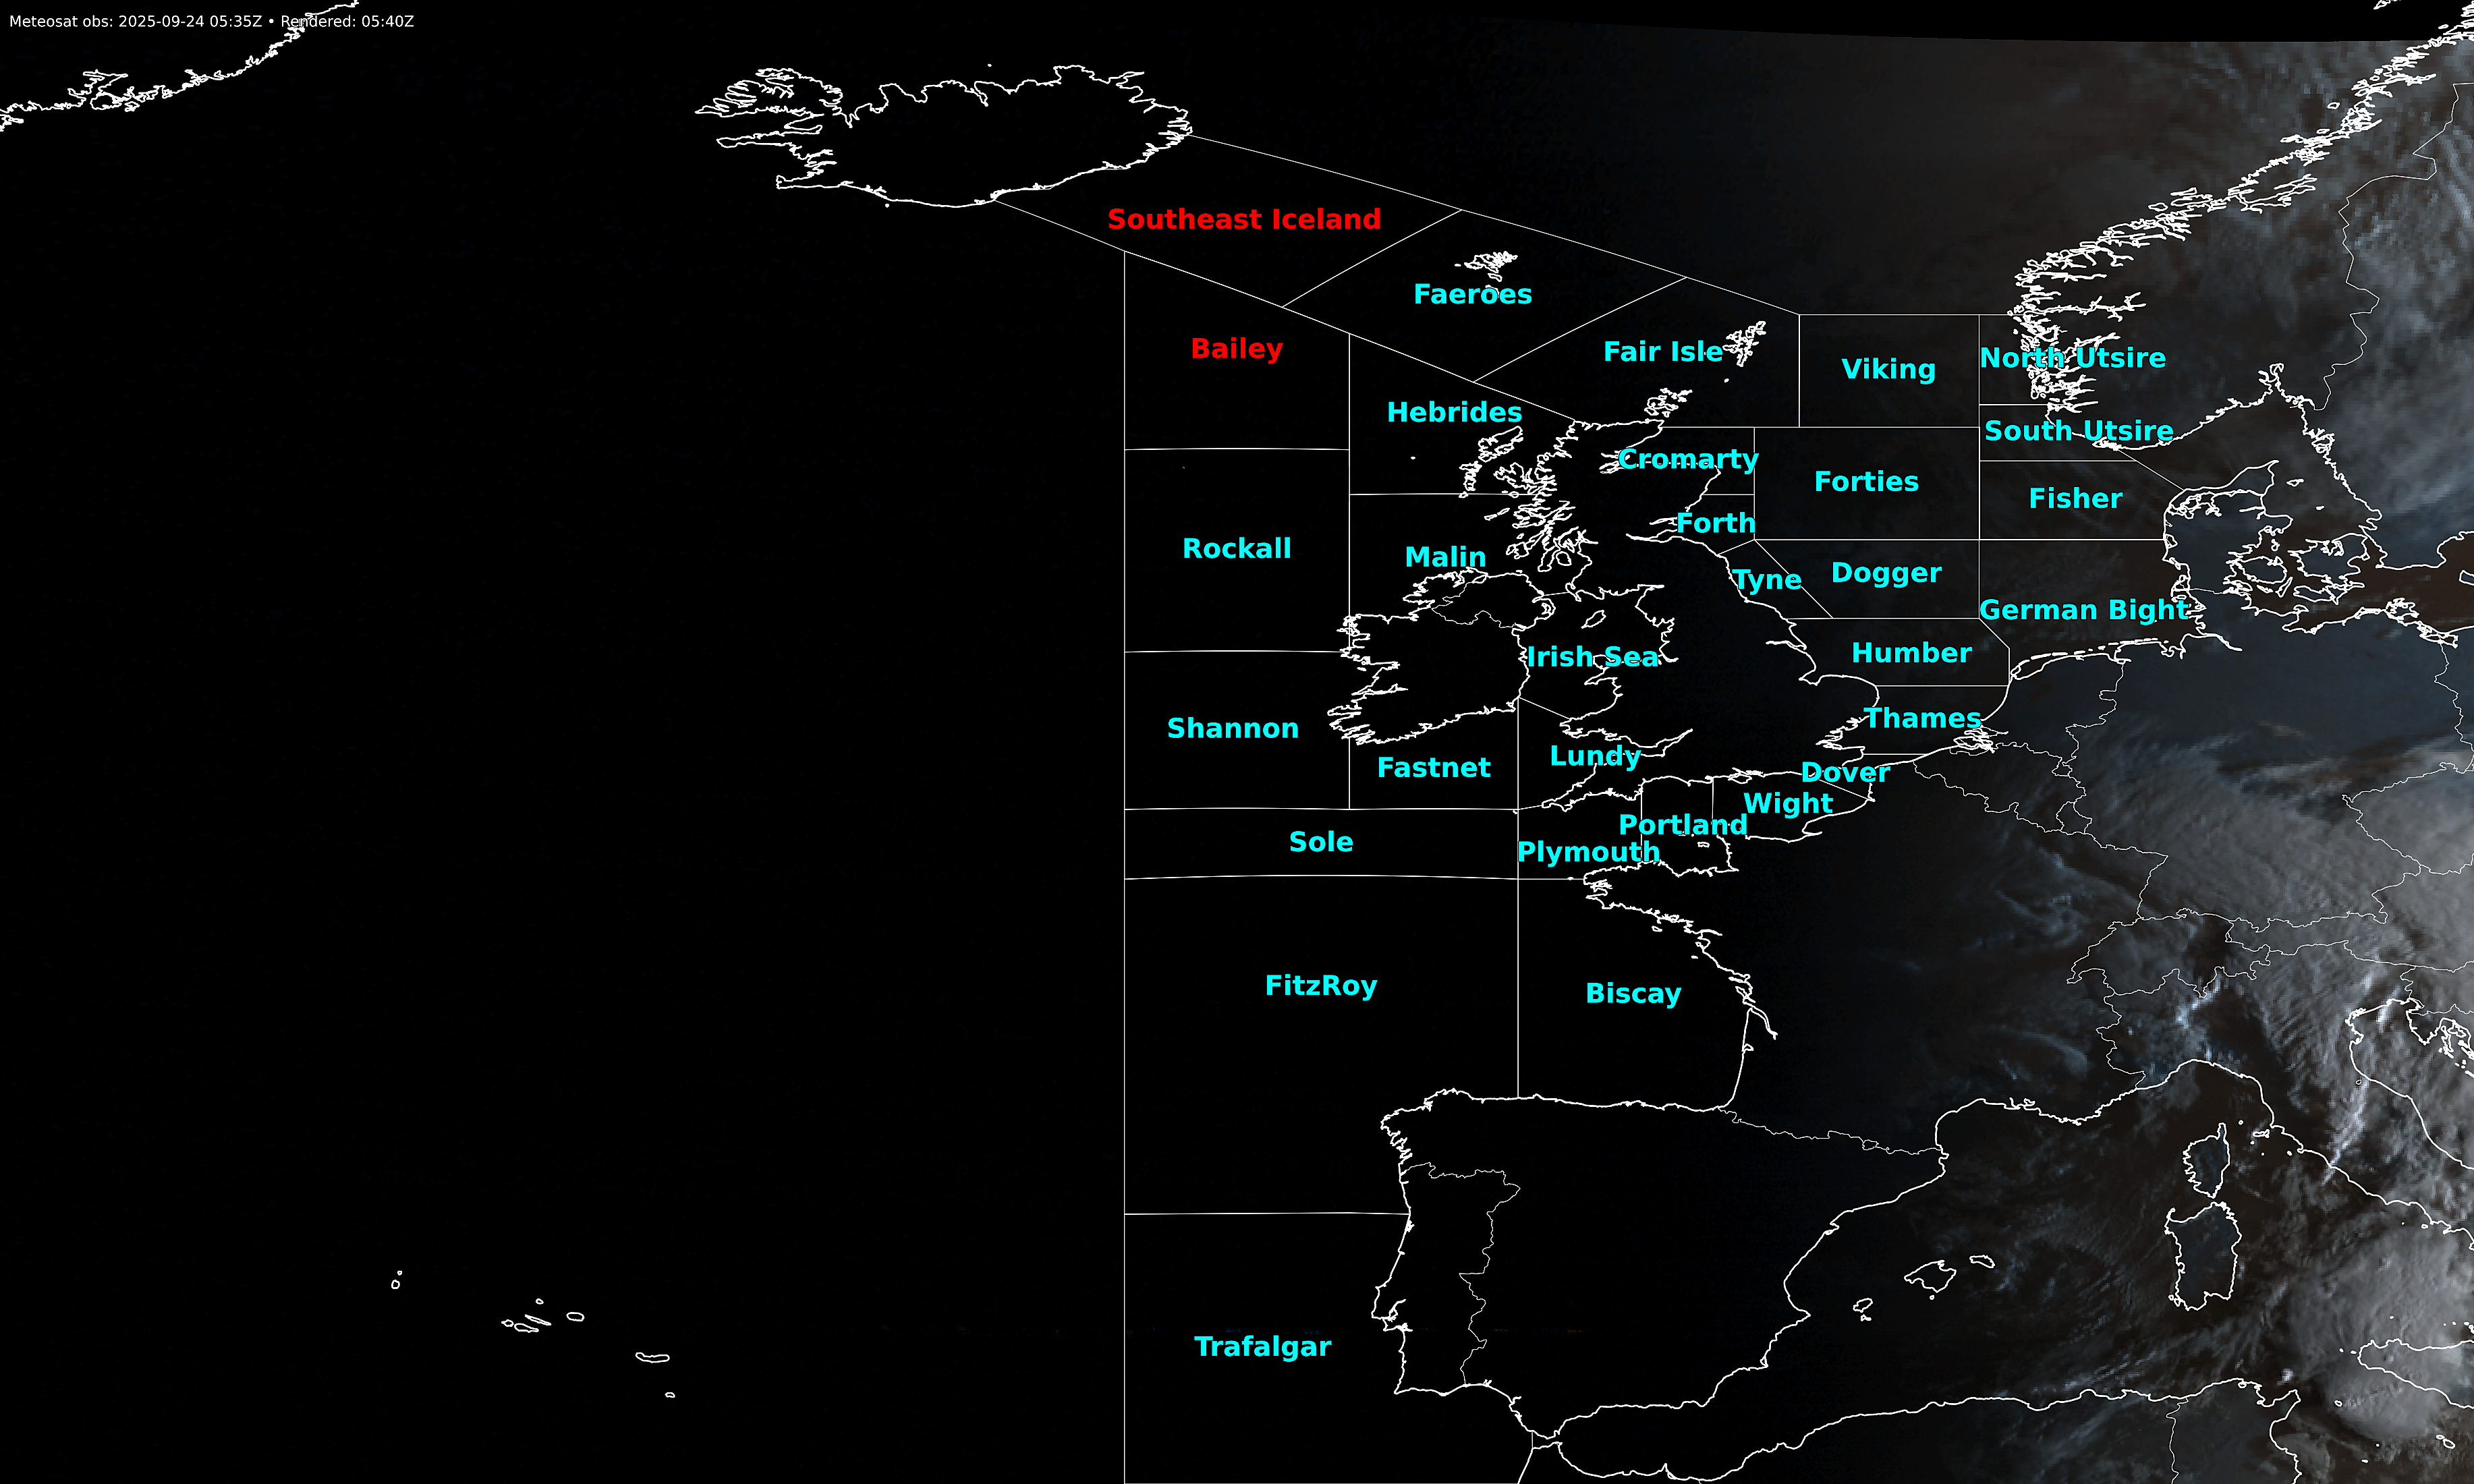 Meteosat obs: 2025-09-24 05:35Z • Rendered: 05:40Z
Southeast Iceland
Faeroes
Bailey
Fair Isle
Viking
North Utsire
Hebrides
South Utsire
Cromarty
Forties
Fisher
Forth
Rockall
Malin
Tyne
Dogger
German Bight
Irish Sea
Humber
Shannon
Thames
Fastnet
Lundy
Dover
Wight
Portland
Sole
Plymouth
FitzRoy
Biscay
Trafalgar